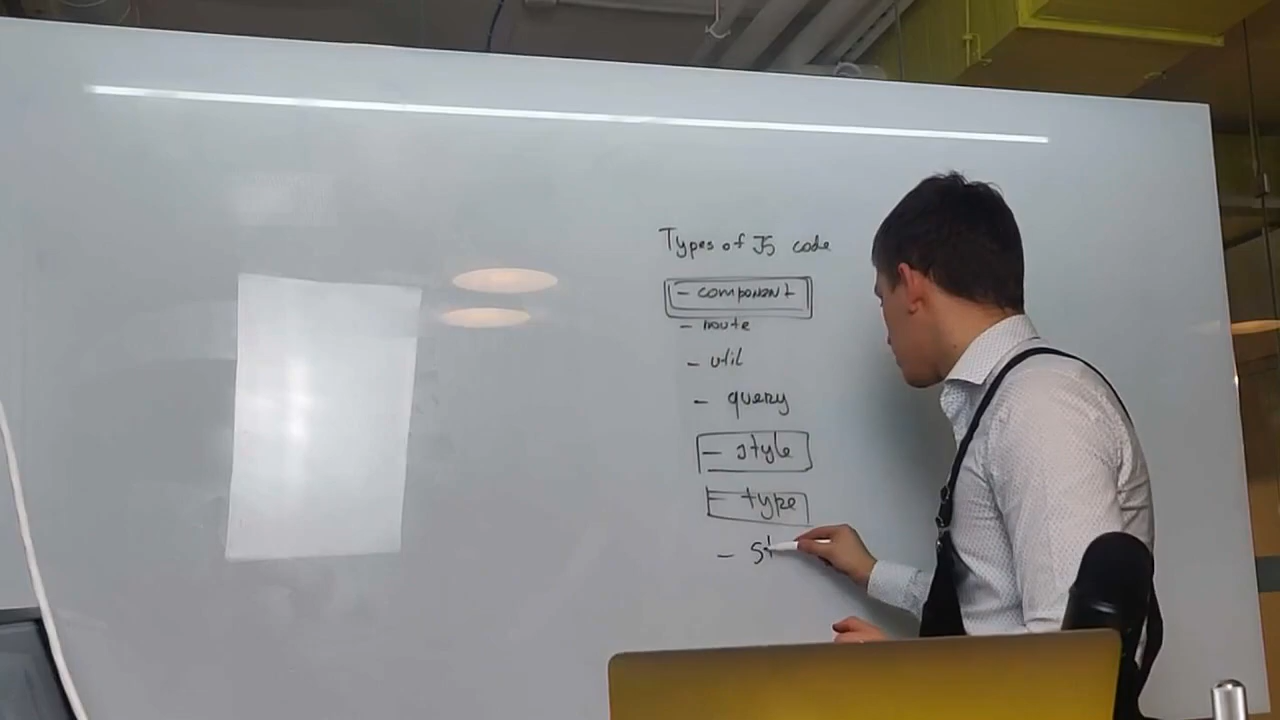 Types of JS code
- component
- route
- util
- query
- style
- type
- st